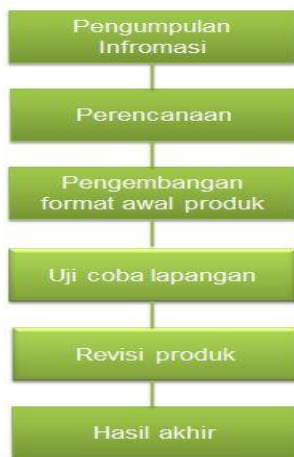 Pengumpulan
Infromasi
Perencanaan
Pengembangan
format awal produk
Uji coba lapangan
Revisi produk
Hasil akhir